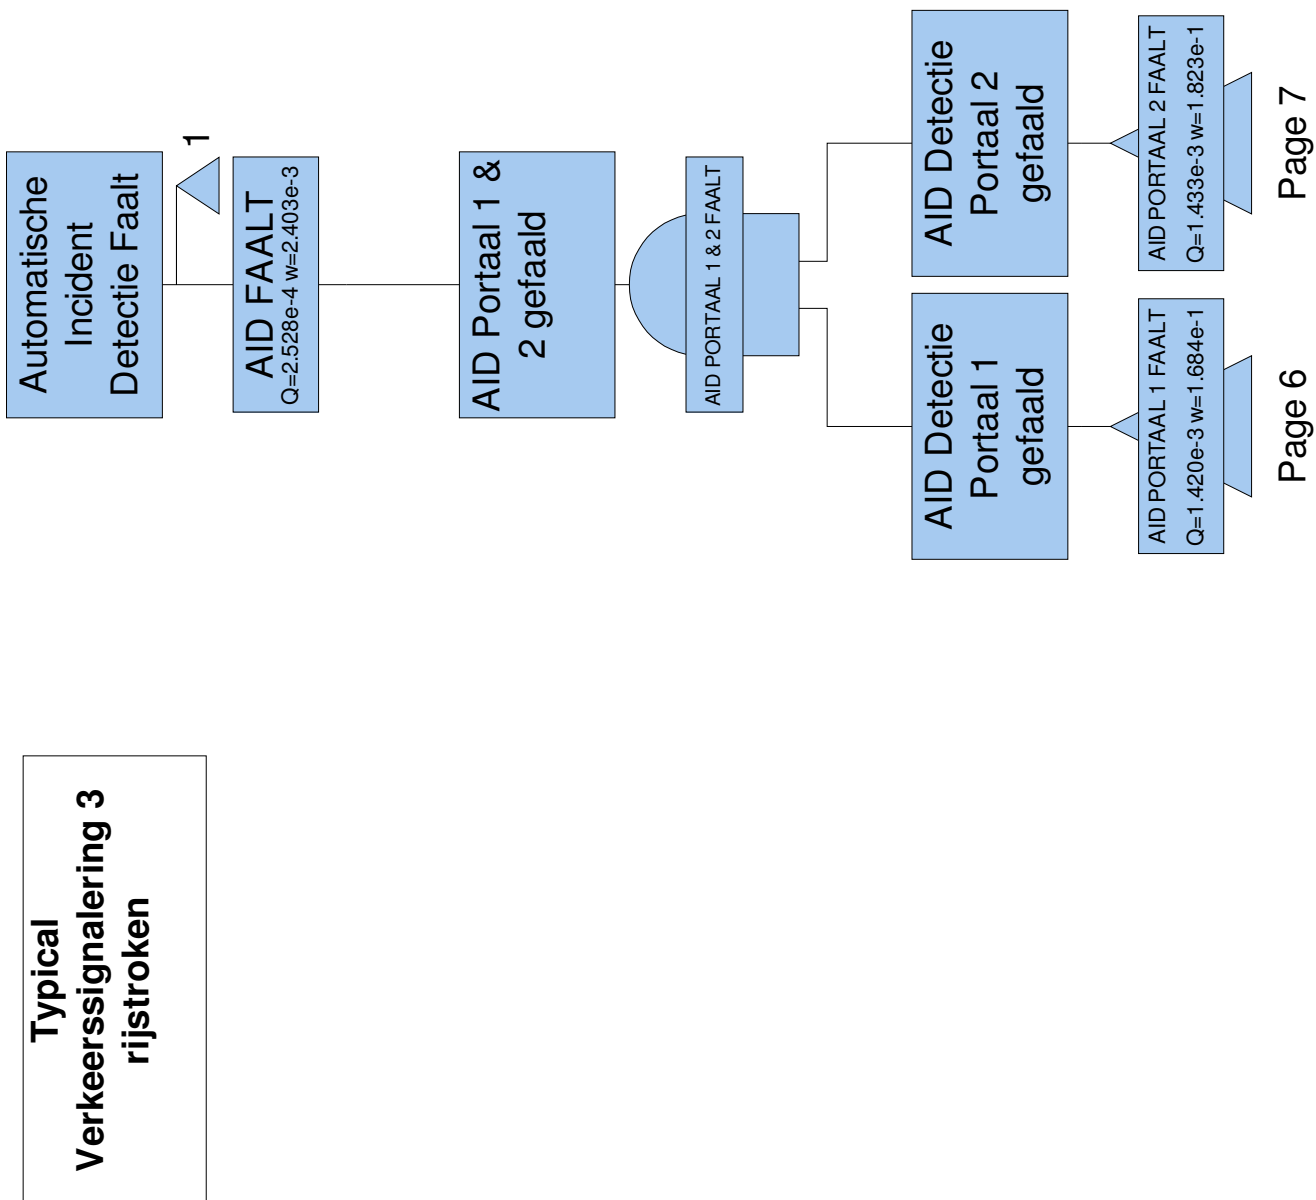 Typical
Verkeerssignalering 3
rijstroken
Automatische
Incident
Detectie Faalt
1
AID FAALT
Q=2.528e-4 w=2.403e-3
AID Portaal 1 &
2 gefaald
AID PORTAAL 1 & 2 FAALT
AID Detectie
Portaal 1
gefaald
AID PORTAAL 1 FAALT
Q=1.420e-3 w=1.684e-1
Page 6
AID Detectie
Portaal 2
gefaald
AID PORTAAL 2 FAALT
Q=1.433e-3 w=1.823e-1
Page 7